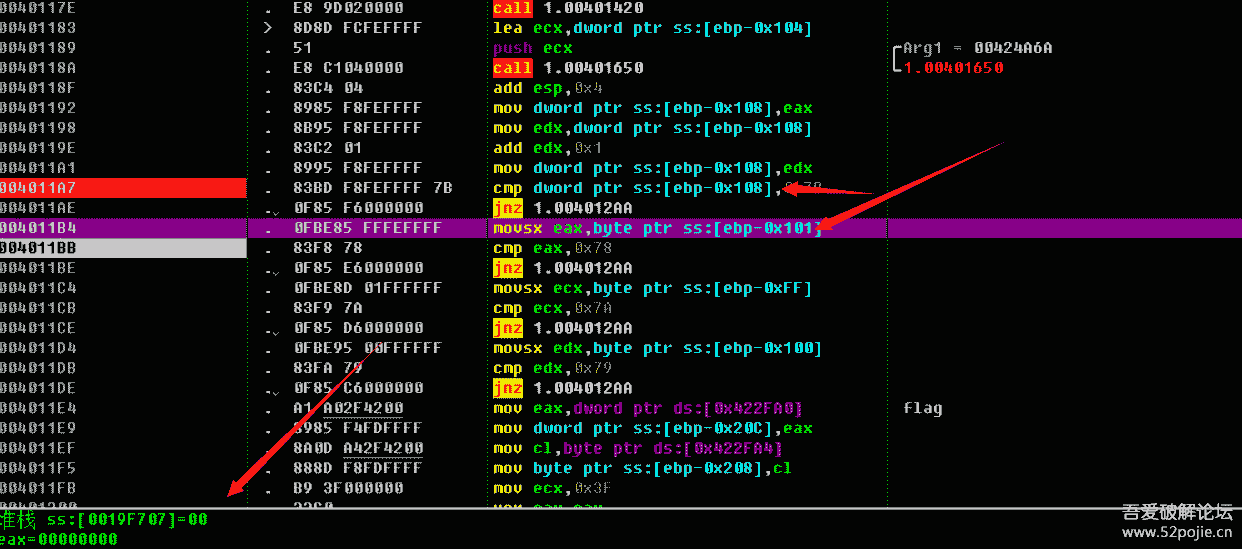 0040117E . E8 9D020000 call 1.00401420
00401183 > 8D8D FCFEFFFF lea ecx,dword ptr ss:[ebp-0x104]
00401189 . 51 push ecx Arg1 = 00424A6A
0040118A . E8 C1040000 call 1.00401650 1.00401650
0040118F . 83C4 04 add esp,0x4
00401192 . 8985 F8FEFFFF mov dword ptr ss:[ebp-0x108],eax
00401198 . 8B95 F8FEFFFF mov edx,dword ptr ss:[ebp-0x108]
0040119E . 83C2 01 add edx,0x1
004011A1 . 8995 F8FEFFFF mov dword ptr ss:[ebp-0x108],edx
004011A7 . 83BD F8FEFFFF 7B cmp dword ptr ss:[ebp-0x108],
004011AE . 0F85 F6000000 jnz 1.004012AA
004011B4 . 0FBE85 FFFEFFFF movsx eax,byte ptr ss:[ebp-0x101]
004011BB . 83F8 78 cmp eax,0x78
004011BE . 0F85 E6000000 jnz 1.004012AA
004011C4 . 0FBE8D 01FFFFFF movsx ecx,byte ptr ss:[ebp-0xFF]
004011CB . 83F9 7A cmp ecx,0x7A
004011CE . 0F85 D6000000 jnz 1.004012AA
004011D4 . 0FBE95 00FFFFFF movsx edx,byte ptr ss:[ebp-0x100]
004011DB . 83FA 79 cmp edx,0x79
004011DE . 0F85 C6000000 jnz 1.004012AA
004011E4 . A1 A02F4200 mov eax,dword ptr ds:[0x422FA0] flag
004011E9 . 8985 F4FDFFFF mov dword ptr ss:[ebp-0x20C],eax
004011EF . 8A0D A42F4200 mov cl,byte ptr ds:[0x422FA4]
004011F5 . 888D F8FDFFFF mov byte ptr ss:[ebp-0x208],cl
004011FB . B9 3F000000 mov ecx,0x3F
堆栈 ss:[0019F707]=00
eax=00000000
吾爱破解论坛
www.52pojie.cn